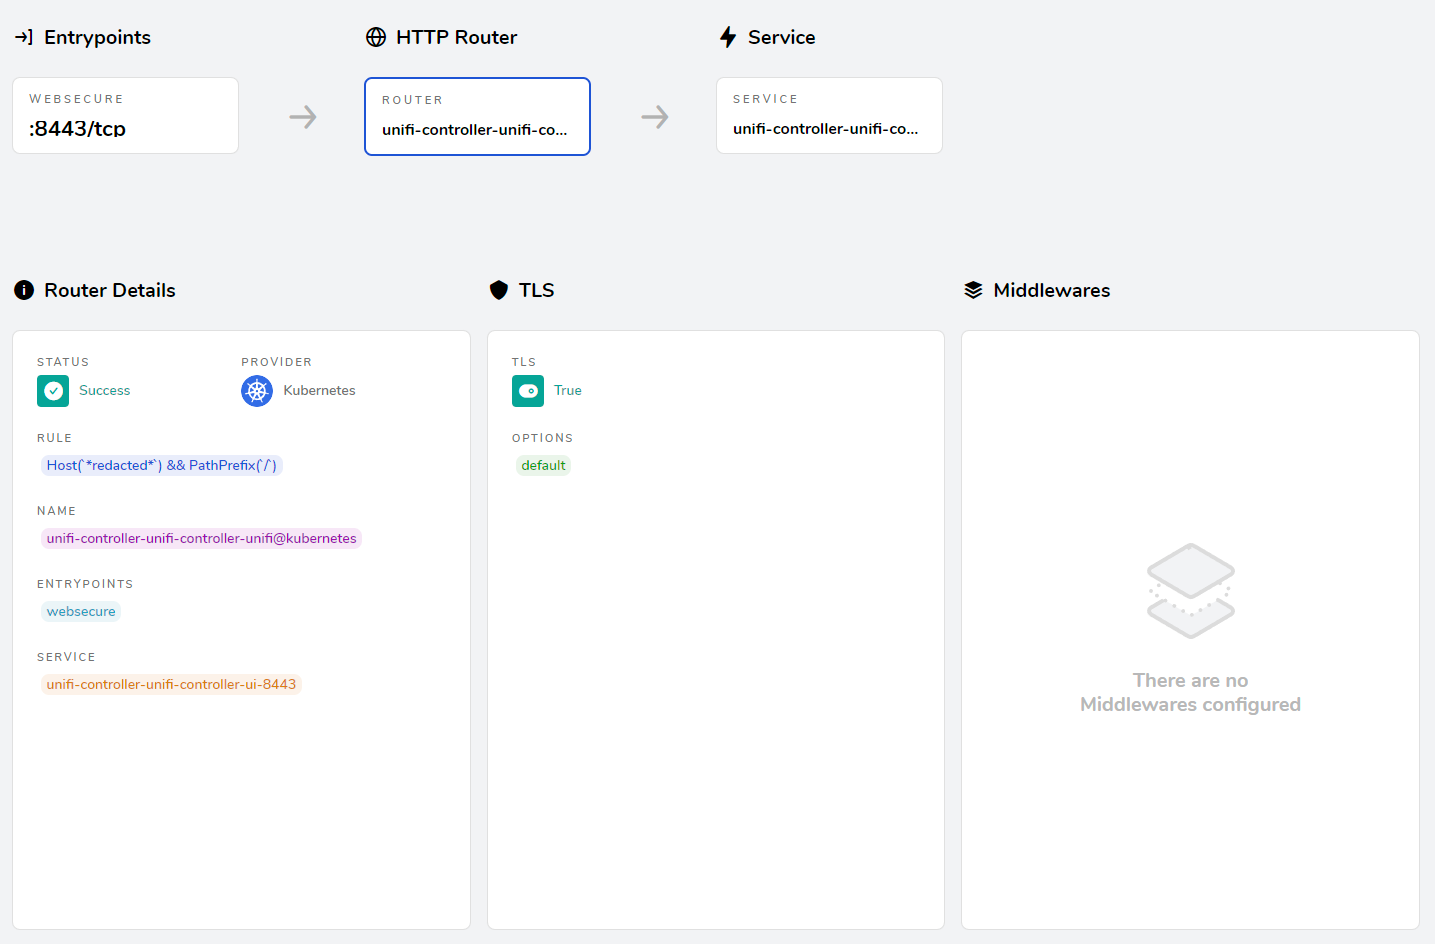 Entrypoints
HTTP Router
Service
WEBSECURE
:8443/tcp
ROUTER
unifi-controller-unifi-co...
SERVICE
unifi-controller-unifi-co...
Router Details
TLS
Middlewares
STATUS
Success
PROVIDER
Kubernetes
RULE
Host(`*redacted*`) && PathPrefix(`/`)
NAME
unifi-controller-unifi-controller-unifi@kubernetes
ENTRYPOINTS
websecure
SERVICE
unifi-controller-unifi-controller-ui-8443
TLS
True
OPTIONS
default
There are no
Middlewares configured